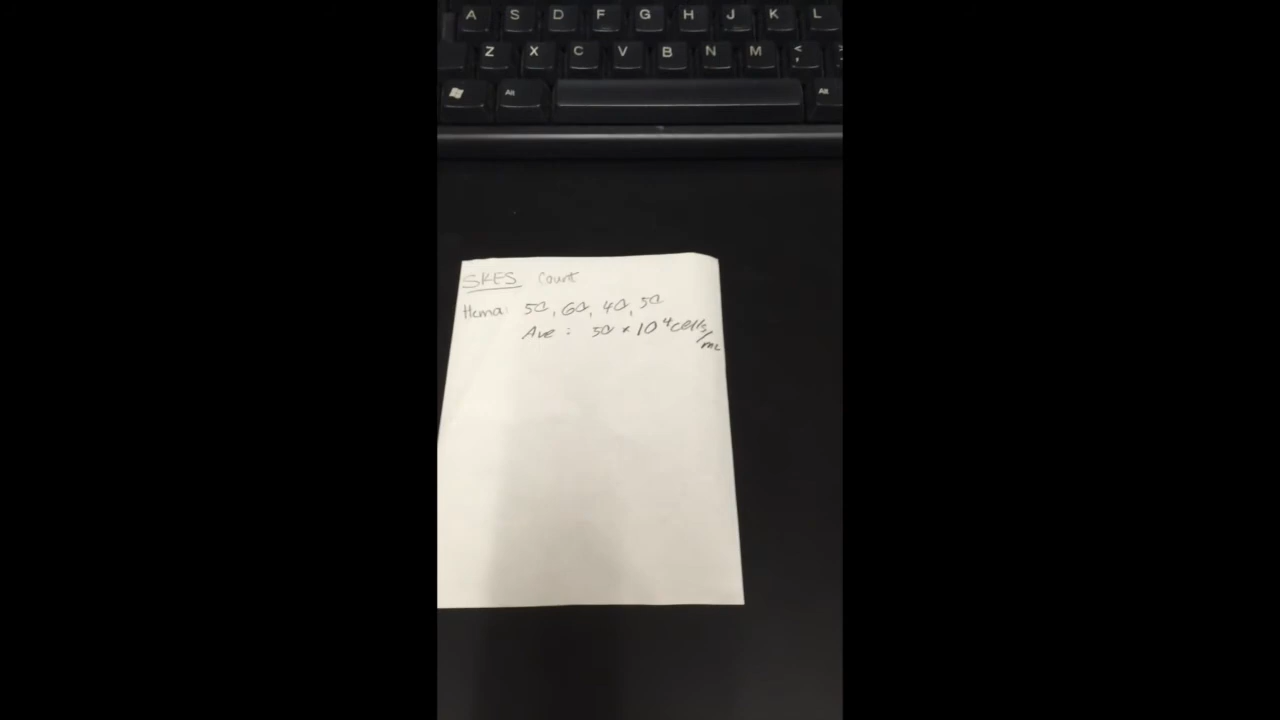 A S D F G H J K L
Z X C V B N M < ,
Alt Alt
SKES Count
Hema: 50, 60, 40, 50
Ave : 50 × 10⁴ cells/mL